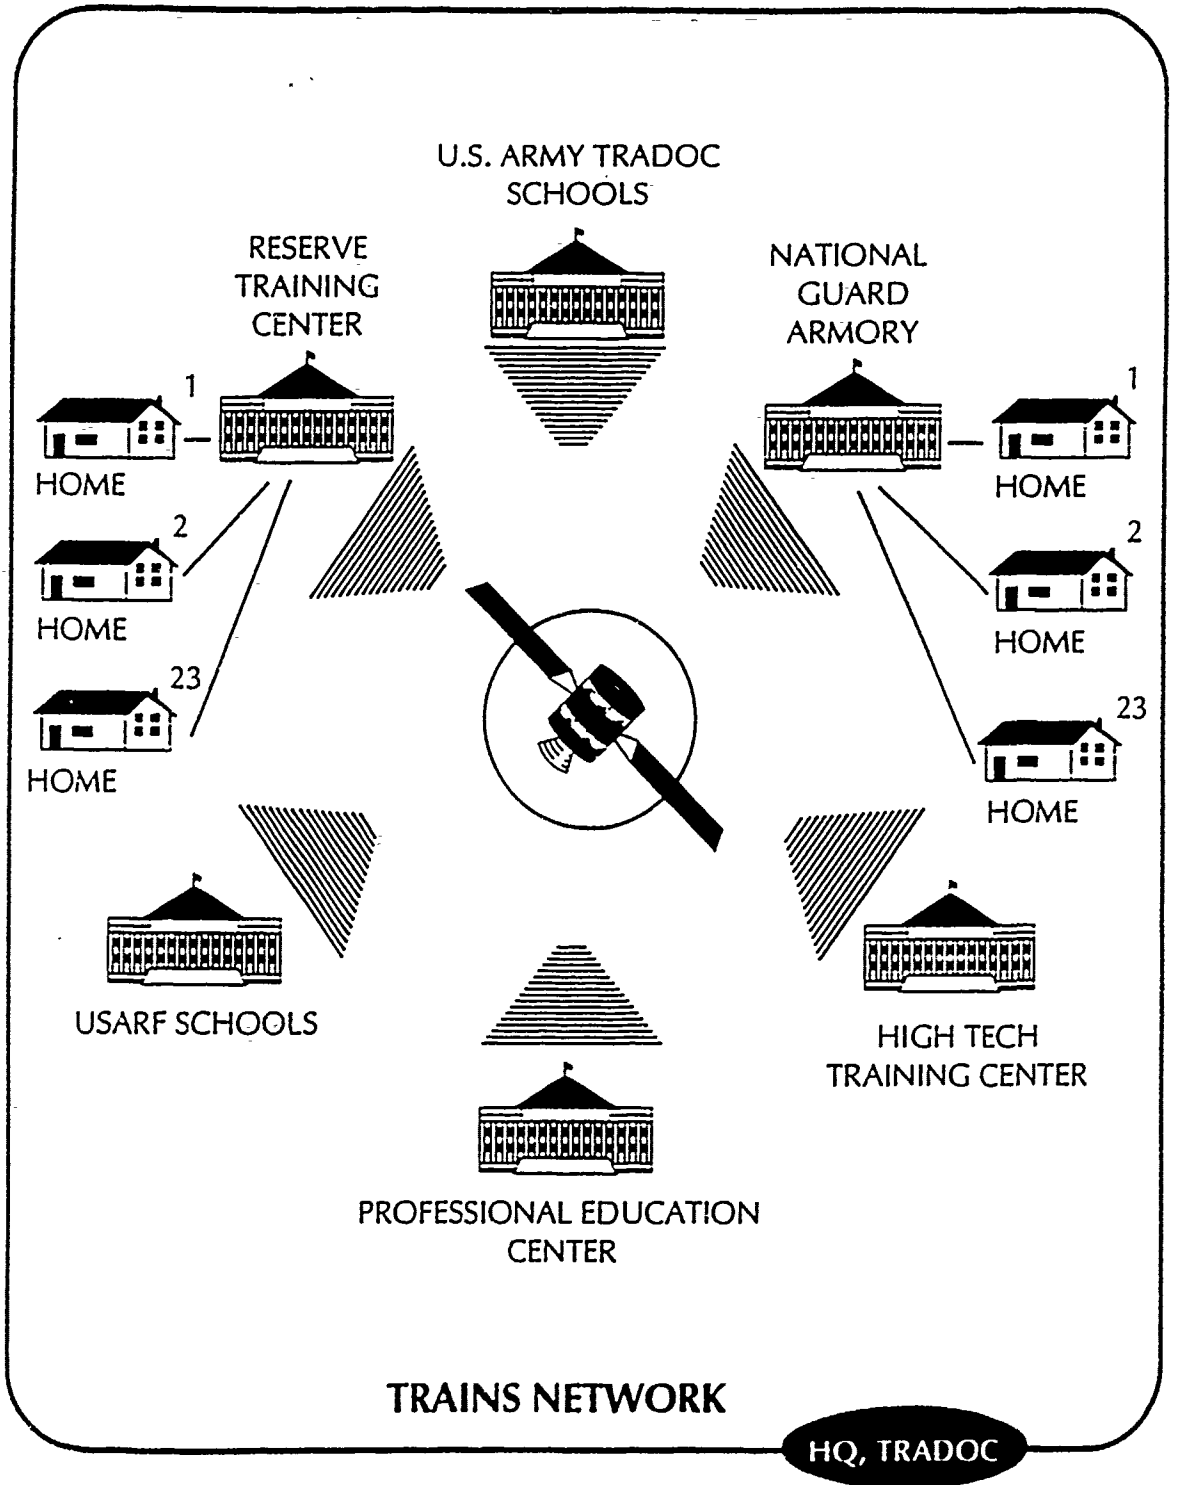 U.S. ARMY TRADOC
SCHOOLS
RESERVE
TRAINING
CENTER
NATIONAL
GUARD
ARMORY
1
HOME
2
HOME
23
HOME
1
HOME
2
HOME
23
HOME
USARF SCHOOLS
HIGH TECH
TRAINING CENTER
PROFESSIONAL EDUCATION
CENTER
TRAINS NETWORK
HQ, TRADOC